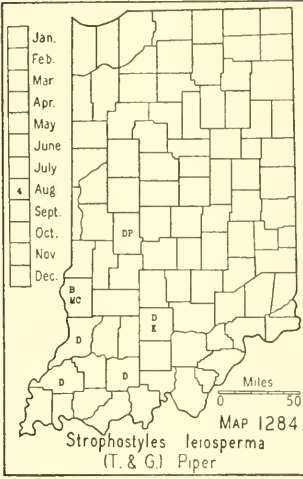 Jan.
Feb.
Mar
Apr.
May
June
July
4 Aug
Sept.
Oct.
Nov
Dec.
DP
B
MC
D
K
D
D
D
Miles
0 50
MAP 1284
Strophostyles leiosperma
(T. & G.) Piper